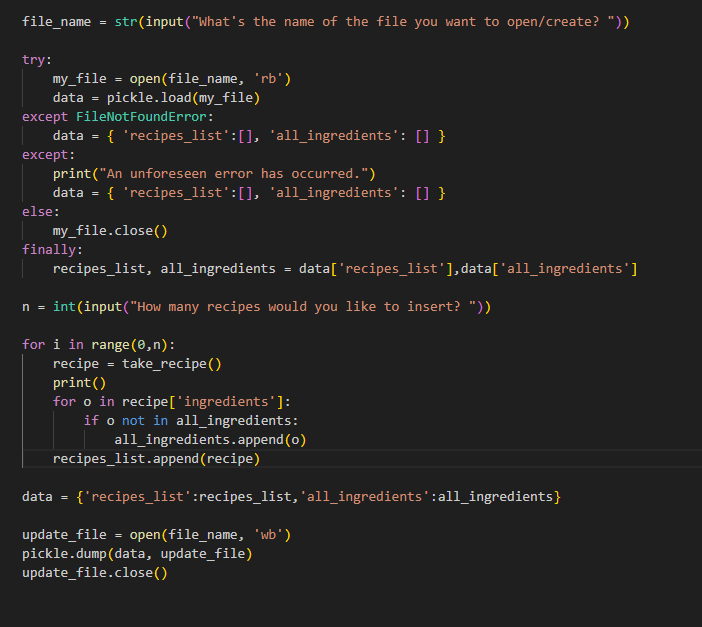 file_name = str(input("What's the name of the file you want to open/create? "))
try:
    my_file = open(file_name, 'rb')
    data = pickle.load(my_file)
except FileNotFoundError:
    data = { 'recipes_list':[], 'all_ingredients': [] }
except:
    print("An unforeseen error has occurred.")
    data = { 'recipes_list':[], 'all_ingredients': [] }
else:
    my_file.close()
finally:
    recipes_list, all_ingredients = data['recipes_list'],data['all_ingredients']
n = int(input("How many recipes would you like to insert? "))
for i in range(0,n):
    recipe = take_recipe()
    print()
    for o in recipe['ingredients']:
        if o not in all_ingredients:
            all_ingredients.append(o)
    recipes_list.append(recipe)
data = {'recipes_list':recipes_list,'all_ingredients':all_ingredients}
update_file = open(file_name, 'wb')
pickle.dump(data, update_file)
update_file.close()